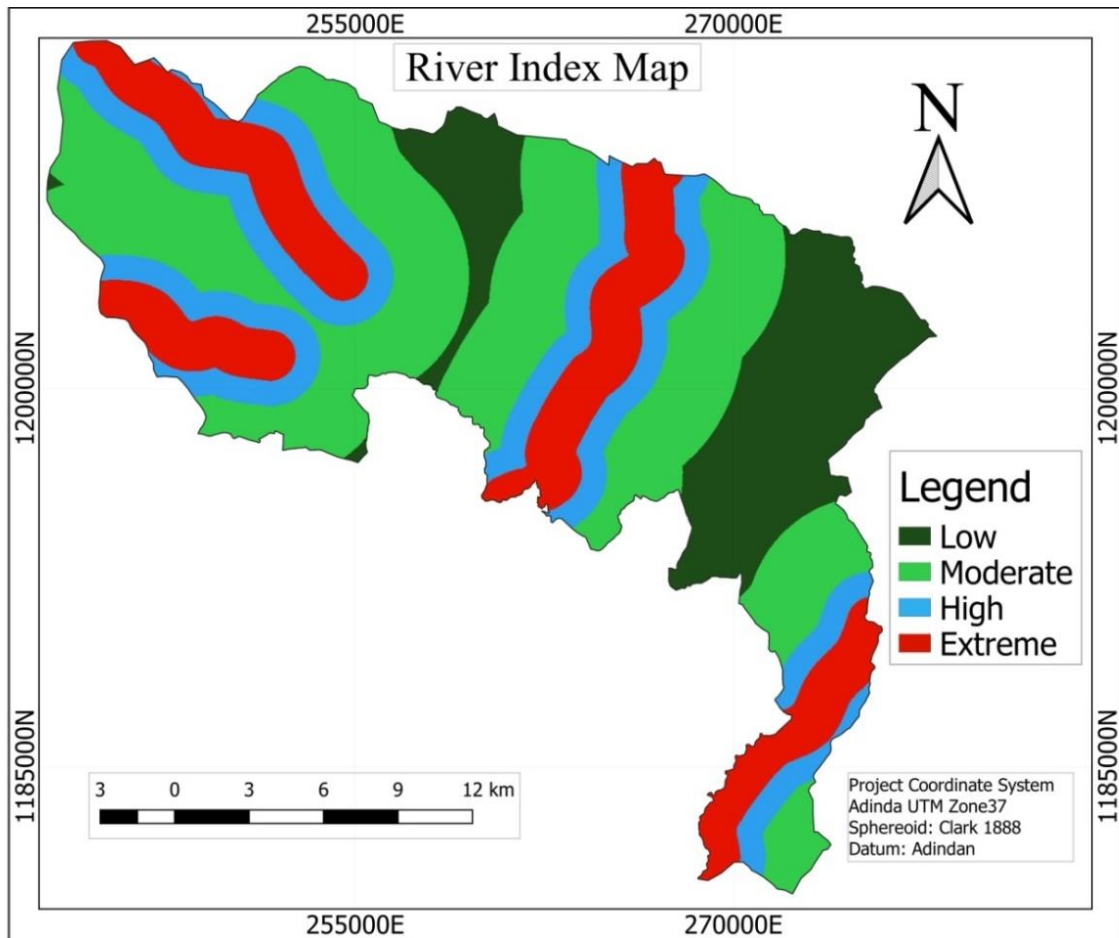 255000E 270000E
River Index Map
N
1200000N 1200000N
Legend
Low
Moderate
High
Extreme
1185000N 1185000N
3 0 3 6 9 12 km
Project Coordinate System
Adinda UTM Zone37
Sphereoid: Clark 1888
Datum: Adindan
255000E 270000E